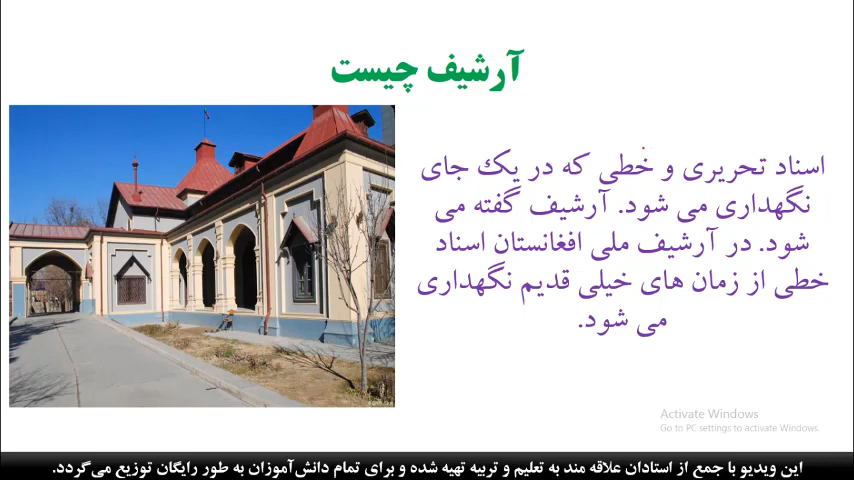 آرشیف چیست
اسناد تحریری و خطی که در یک جای
نگهداری می شود. آرشیف گفته می
شود. در آرشیف ملی افغانستان اسناد
خطی از زمان های خیلی قدیم نگهداری
می شود.
Activate Windows
Go to PC settings to activate Windows.
این ویدیو با جمع از استادان علاقه مند به تعلیم و تربیه تهیه شده و برای تمام دانش‌آموزان به طور رایگان توزیع می‌گردد.